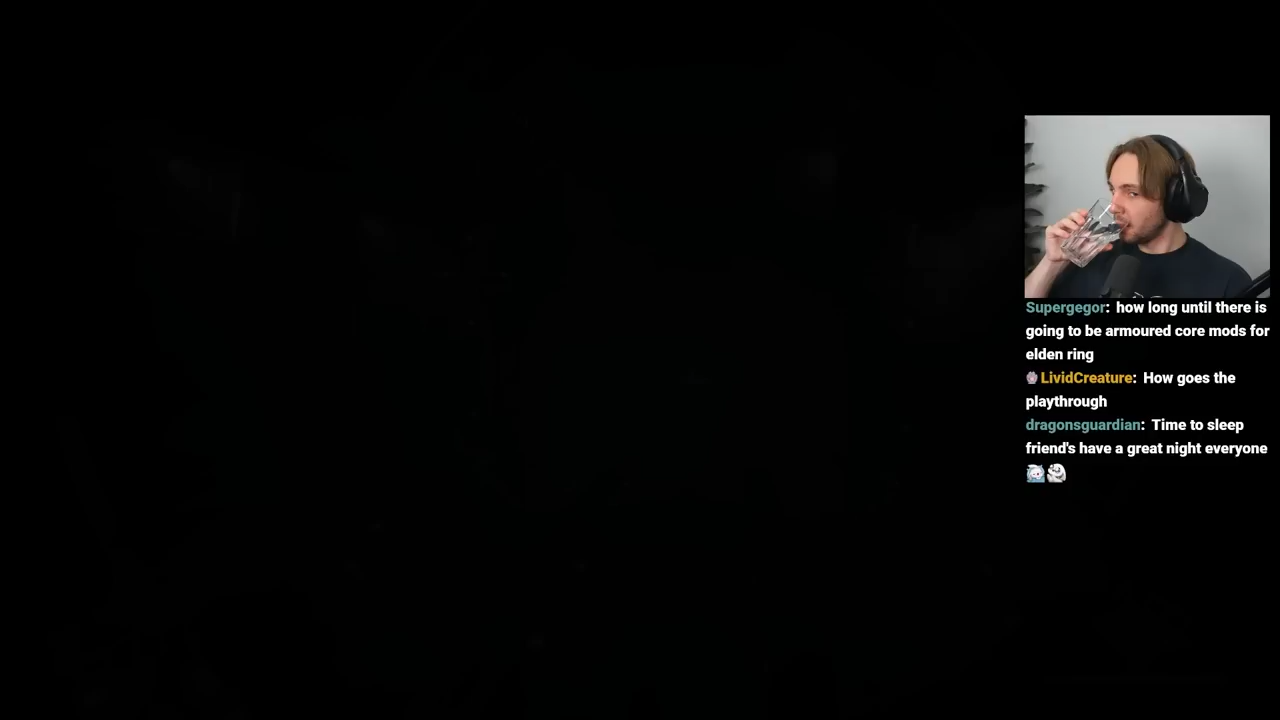 Supergegor: how long until there is
going to be armoured core mods for
elden ring
LividCreature: How goes the
playthrough
dragonsguardian: Time to sleep
friend's have a great night everyone